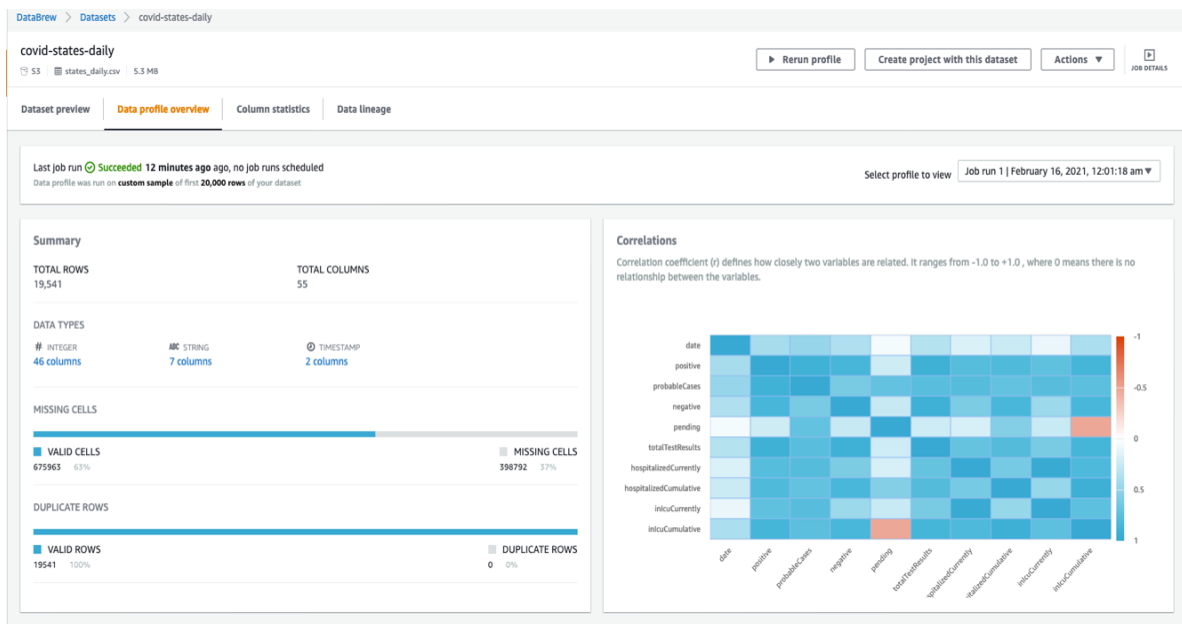 DataBrew > Datasets > covid-states-daily
covid-states-daily
S3 states_daily.csv 5.3 MB
Rerun profile
Create project with this dataset
Actions
JOB DETAILS
Dataset preview
Data profile overview
Column statistics
Data lineage
Last job run Succeeded 12 minutes ago ago, no job runs scheduled
Data profile was run on custom sample of first 20,000 rows of your dataset
Select profile to view
Job run 1 | February 16, 2021, 12:01:18 am
Summary
TOTAL ROWS
19,541
TOTAL COLUMNS
55
DATA TYPES
# INTEGER
46 columns
ABC STRING
7 columns
TIMESTAMP
2 columns
MISSING CELLS
VALID CELLS
675963 63%
MISSING CELLS
398792 37%
DUPLICATE ROWS
VALID ROWS
19541 100%
DUPLICATE ROWS
0 0%
Correlations
Correlation coefficient (r) defines how closely two variables are related. It ranges from -1.0 to +1.0 , where 0 means there is no
relationship between the variables.
date
positive
probableCases
negative
pending
totalTestResults
hospitalizedCurrently
hospitalizedCumulative
inIcuCurrently
inIcuCumulative
-1
-0.5
0
0.5
1
date
positive
probableCases
negative
pending
totalTestResults
spitalizedCurrently
pitalizedCumulative
inIcuCurrently
inIcuCumulative